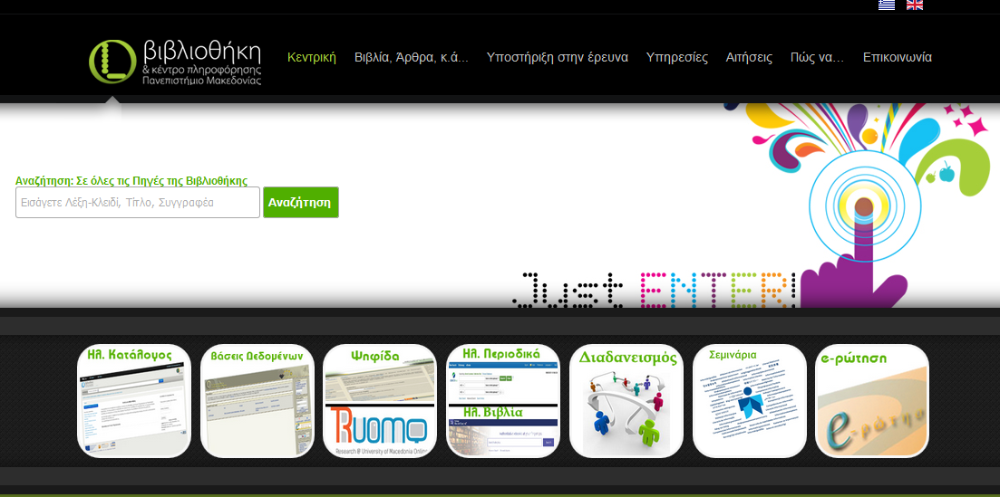 βιβλιοθήκη
& κέντρο πληροφόρησης
Πανεπιστήμιο Μακεδονίας
Κεντρική Βιβλία, Άρθρα, κ.ά... Υποστήριξη στην έρευνα Υπηρεσίες Αιτήσεις Πώς να... Επικοινωνία
Αναζήτηση: Σε όλες τις Πηγές της Βιβλιοθήκης
Εισάγετε Λέξη-Κλειδί, Τίτλο, Συγγραφέα Αναζήτηση
Just ENTER!
Ηλ. Κατάλογος
Βάσεις Δεδομένων
Ψηφίδα
RUOMO
Research @ University of Macedonia Online
Ηλ. Περιοδικά
Ηλ. Βιβλία
Διαδανεισμός
Σεμινάρια
e-ρώτηση
e-ρώτηση